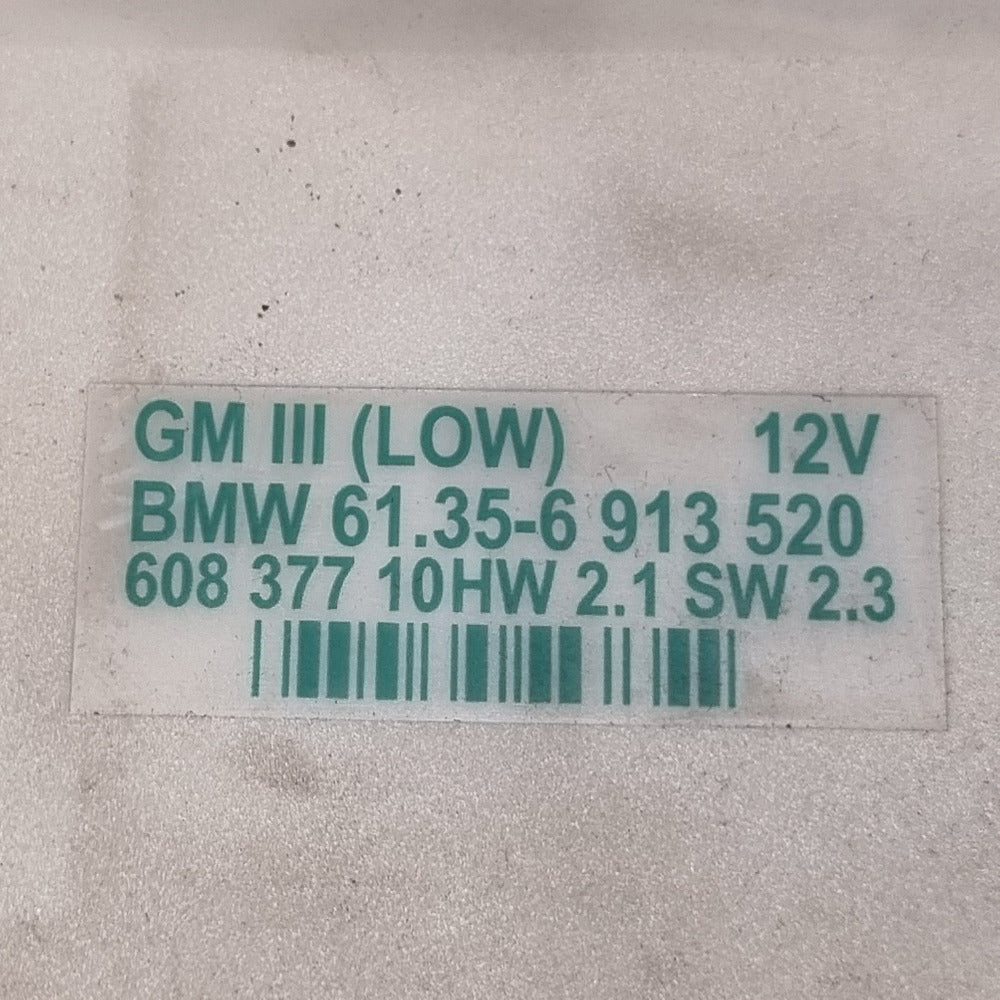 GM III (LOW) 12V
BMW 61.35-6 913 520
608 377 10HW 2.1 SW 2.3